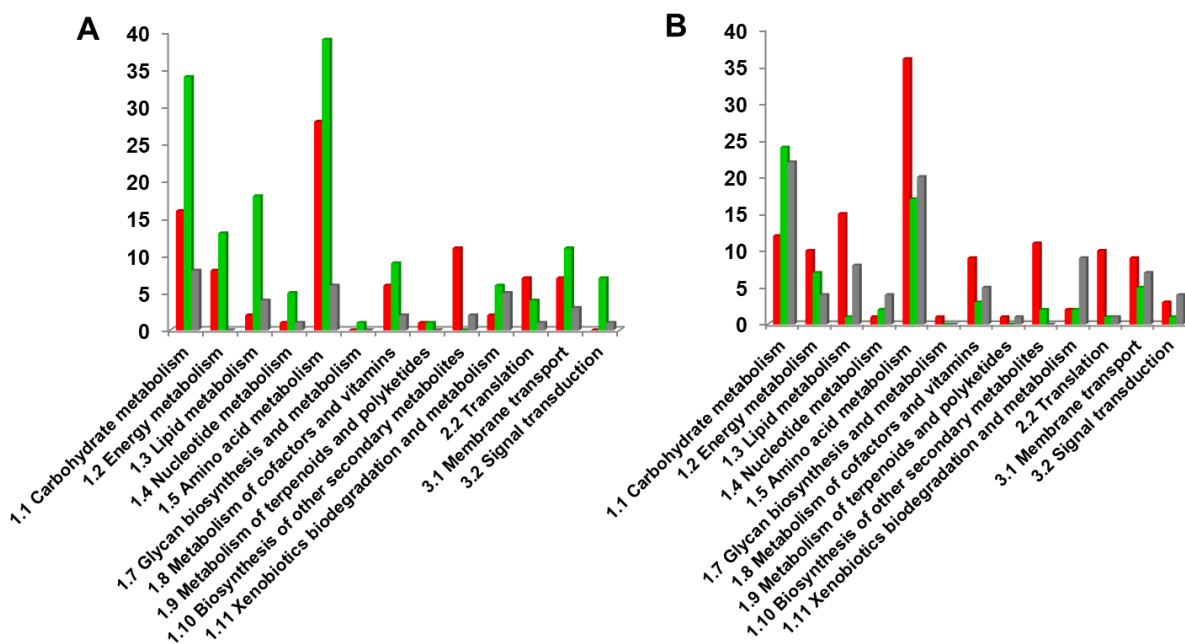 A
40
35
30
25
20
15
10
5
0
1.1 Carbohydrate metabolism
1.2 Energy metabolism
1.3 Lipid metabolism
1.4 Nucleotide metabolism
1.5 Amino acid metabolism
1.7 Glycan biosynthesis and metabolism
1.8 Metabolism of cofactors and vitamins
1.9 Metabolism of terpenoids and polyketides
1.10 Biosynthesis of other secondary metabolites
1.11 Xenobiotics biodegradation and metabolism
2.2 Translation
3.1 Membrane transport
3.2 Signal transduction
B
40
35
30
25
20
15
10
5
0
1.1 Carbohydrate metabolism
1.2 Energy metabolism
1.3 Lipid metabolism
1.4 Nucleotide metabolism
1.5 Amino acid metabolism
1.7 Glycan biosynthesis and metabolism
1.8 Metabolism of cofactors and vitamins
1.9 Metabolism of terpenoids and polyketides
1.10 Biosynthesis of other secondary metabolites
1.11 Xenobiotics biodegradation and metabolism
2.2 Translation
3.1 Membrane transport
3.2 Signal transduction